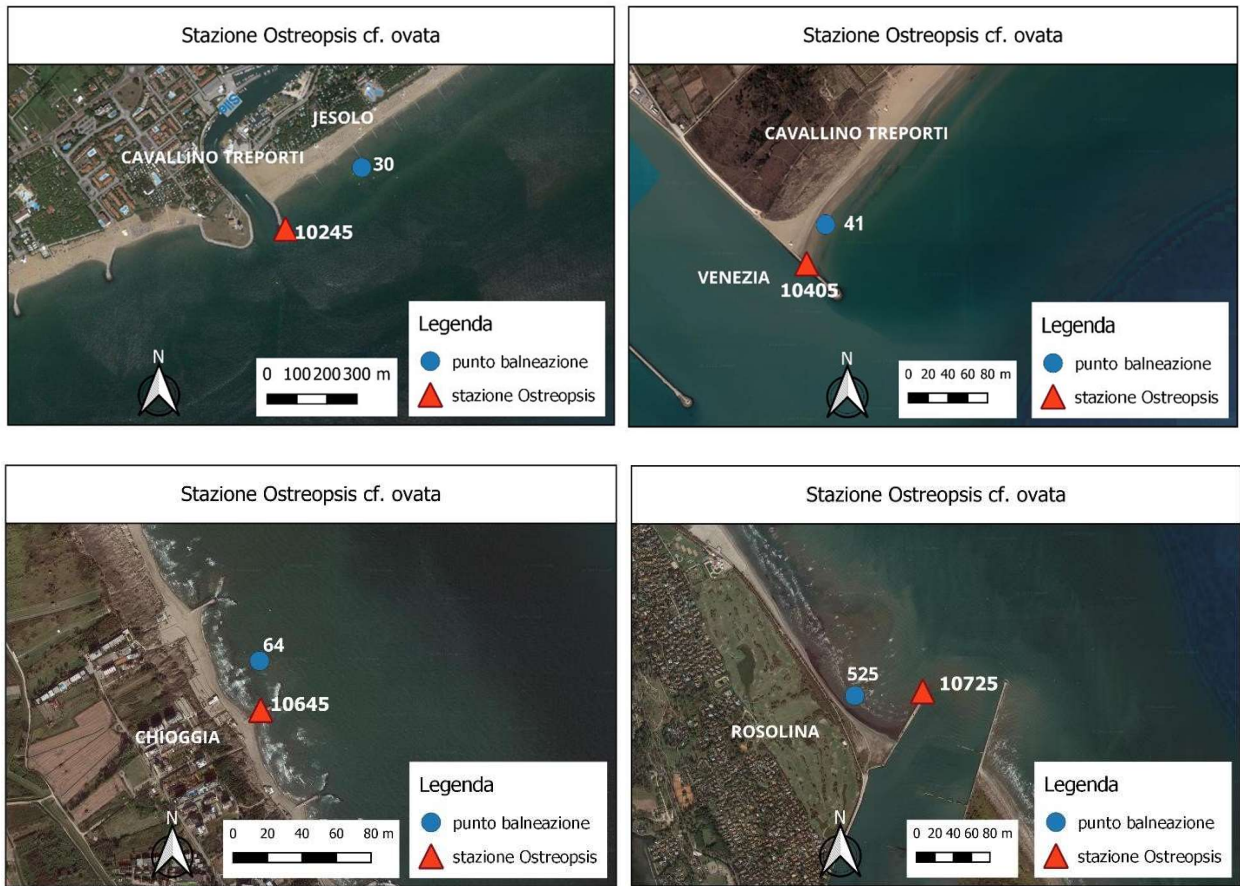 Stazione Ostreopsis cf. ovata
Sile
JESOLO
CAVALLINO TREPORTI
30
10245
Legenda
N
0 100 200 300 m
punto balneazione
stazione Ostreopsis
Stazione Ostreopsis cf. ovata
CAVALLINO TREPORTI
41
VENEZIA
10405
Legenda
N
0 20 40 60 80 m
punto balneazione
stazione Ostreopsis
Stazione Ostreopsis cf. ovata
64
10645
CHIOGGIA
Legenda
N
0 20 40 60 80 m
punto balneazione
stazione Ostreopsis
Stazione Ostreopsis cf. ovata
525
10725
ROSOLINA
Legenda
N
0 20 40 60 80 m
punto balneazione
stazione Ostreopsis